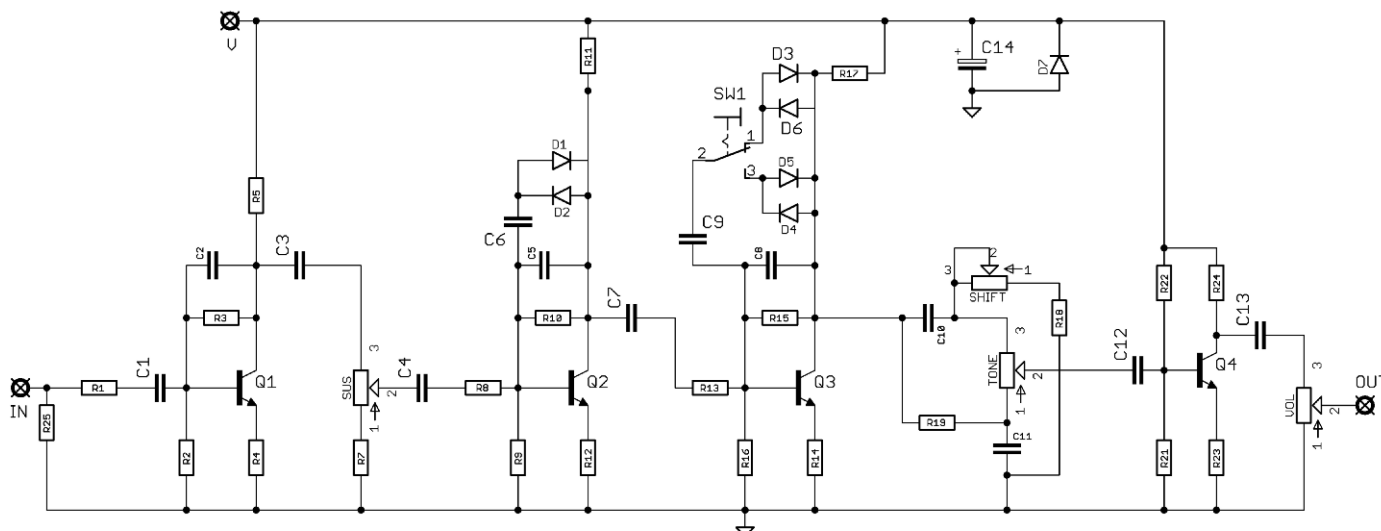 V
R11
D3
R17
C14
D7
SW1
D6
1
2
D1
D5
3
R5
D2
D4
C6
C9
C2
C3
C5
C8
2
3
1
SHIFT
R22
R24
C7
R3
R10
R15
C10
R18
C13
3
3
C12
3
C1
C4
TONE
Q4
IN
R1
Q1
SUS
2
R8
Q2
R13
Q3
2
VOL
2
OUT
R25
1
R19
1
C11
1
R2
R4
R7
R9
R12
R16
R14
R21
R23